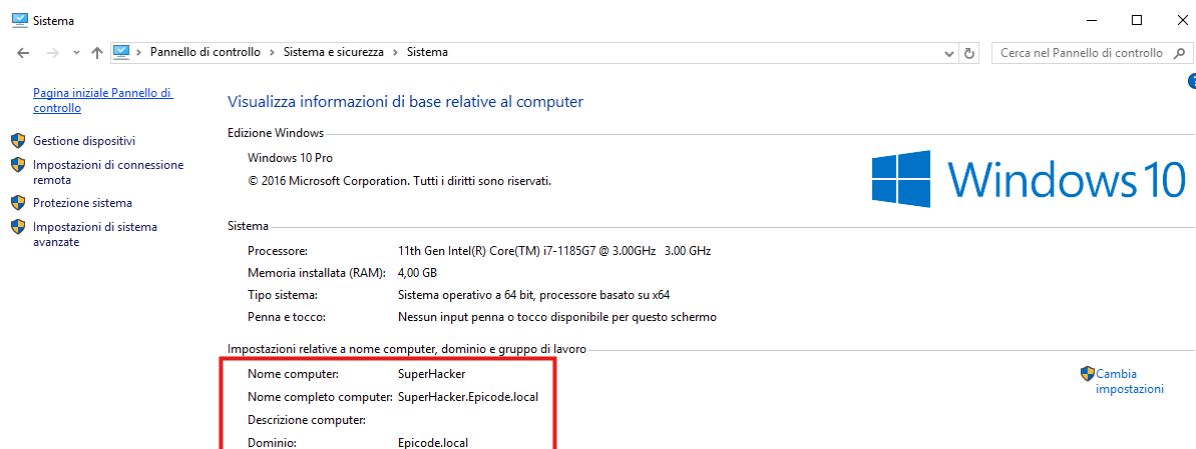 Sistema
Pannello di controllo > Sistema e sicurezza > Sistema
Cerca nel Pannello di controllo
Pagina iniziale Pannello di
controllo
Gestione dispositivi
Impostazioni di connessione
remota
Protezione sistema
Impostazioni di sistema
avanzate
Visualizza informazioni di base relative al computer
Edizione Windows
Windows 10 Pro
© 2016 Microsoft Corporation. Tutti i diritti sono riservati.
Windows 10
Sistema
Processore: 11th Gen Intel(R) Core(TM) i7-1185G7 @ 3.00GHz 3.00 GHz
Memoria installata (RAM): 4,00 GB
Tipo sistema: Sistema operativo a 64 bit, processore basato su x64
Penna e tocco: Nessun input penna o tocco disponibile per questo schermo
Impostazioni relative a nome computer, dominio e gruppo di lavoro
Nome computer: SuperHacker
Nome completo computer: SuperHacker.Epicode.local
Descrizione computer:
Dominio: Epicode.local
Cambia
impostazioni